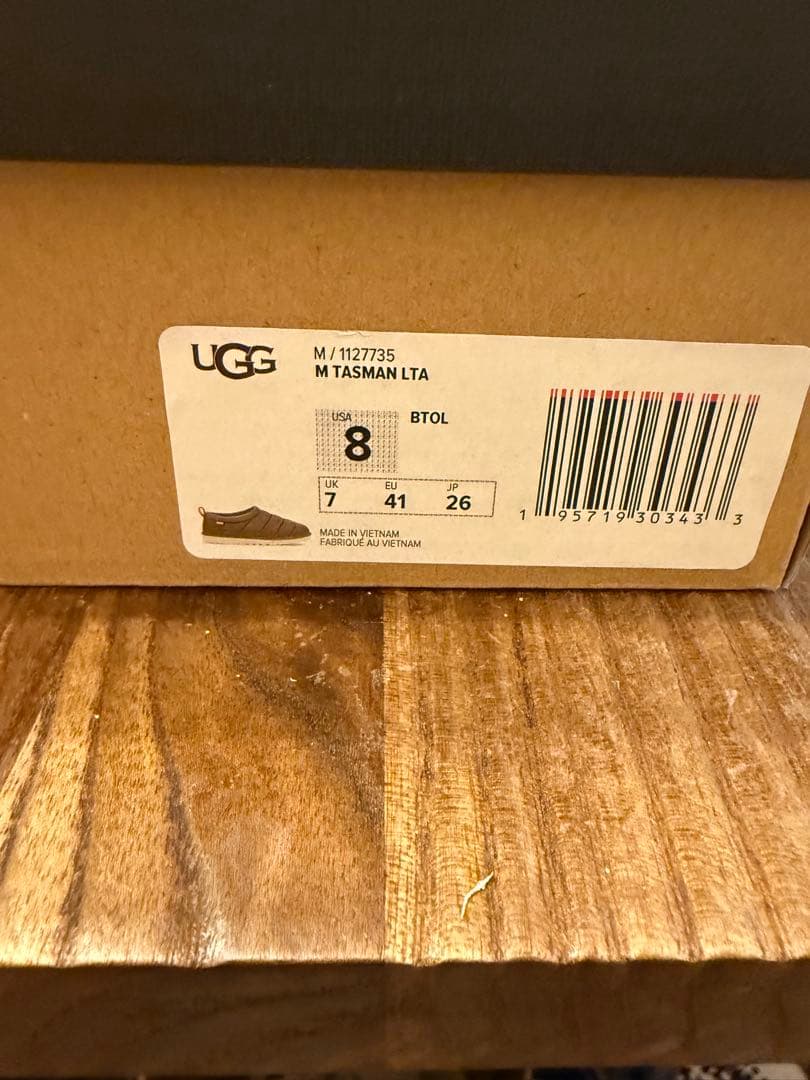 UGG
M / 1127735
M TASMAN LTA
USA
8
BTOL
UK EU JP
7 41 26
MADE IN VIETNAM
FABRIQUÉ AU VIETNAM
1 95719 30343 3